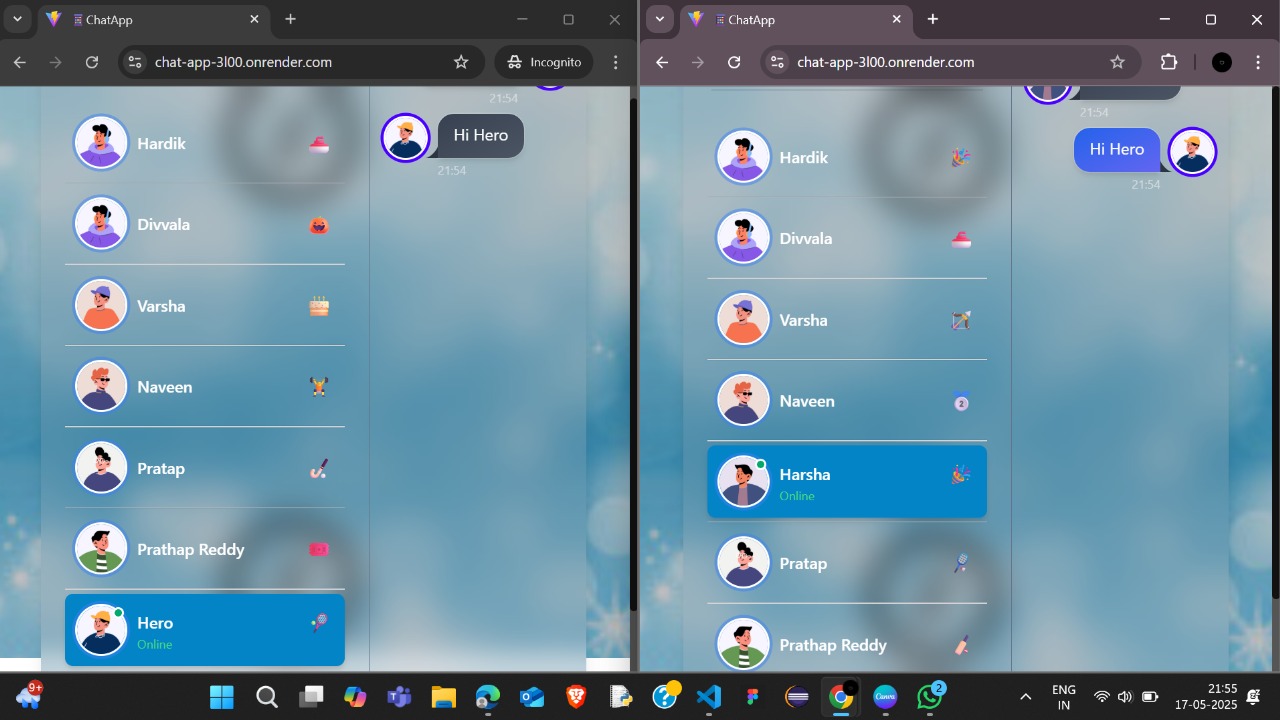 ChatApp
chat-app-3l00.onrender.com
Incognito
21:54
Hi Hero
21:54
Hardik
Divvala
Varsha
Naveen
Pratap
Prathap Reddy
Hero
Online
ChatApp
chat-app-3l00.onrender.com
21:54
Hi Hero
21:54
Hardik
Divvala
Varsha
Naveen
2
Harsha
Online
Pratap
Prathap Reddy
9+
Canva
2
ENG
IN
21:55
17-05-2025